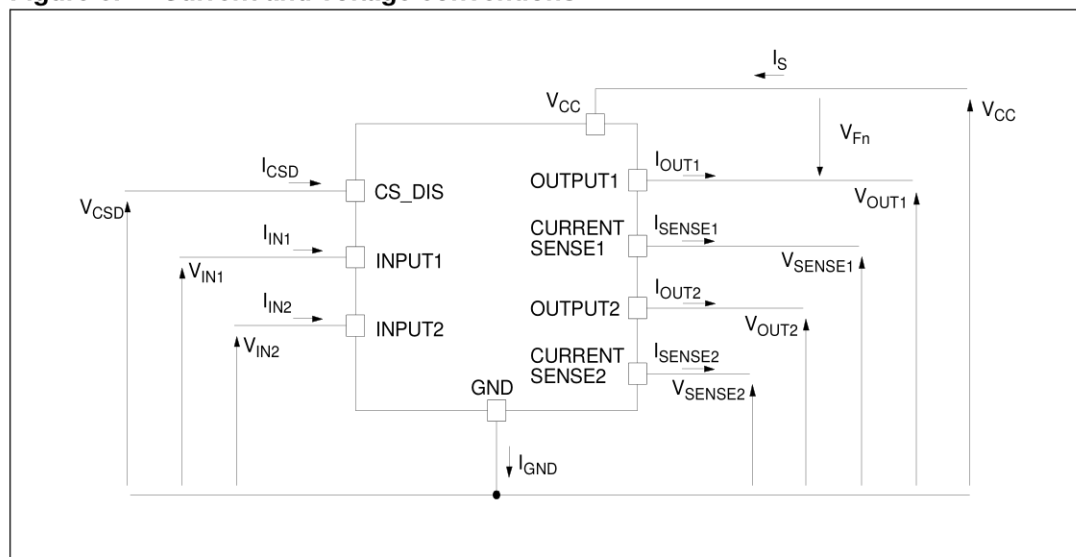 I_S
V_CC
V_CC
V_Fn
I_CSD
CS_DIS
V_CSD
OUTPUT1
I_OUT1
V_OUT1
I_IN1
INPUT1
V_IN1
CURRENT
SENSE1
I_SENSE1
V_SENSE1
I_IN2
INPUT2
V_IN2
OUTPUT2
I_OUT2
V_OUT2
CURRENT
SENSE2
I_SENSE2
V_SENSE2
GND
I_GND